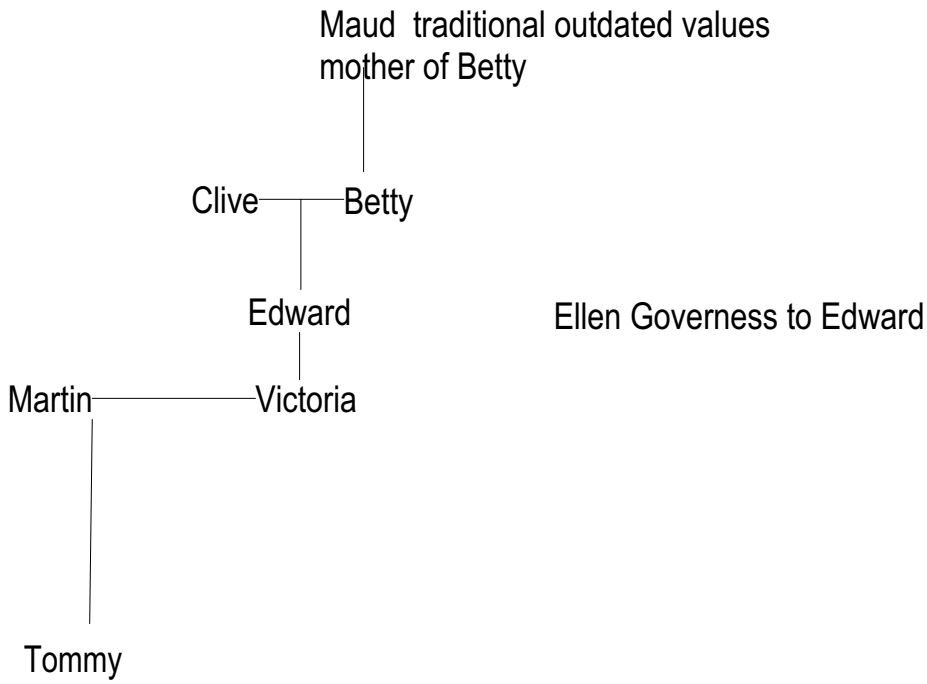 Maud  traditional outdated values
mother of Betty
Clive
Betty
Edward
Ellen Governess to Edward
Martin
Victoria
Tommy